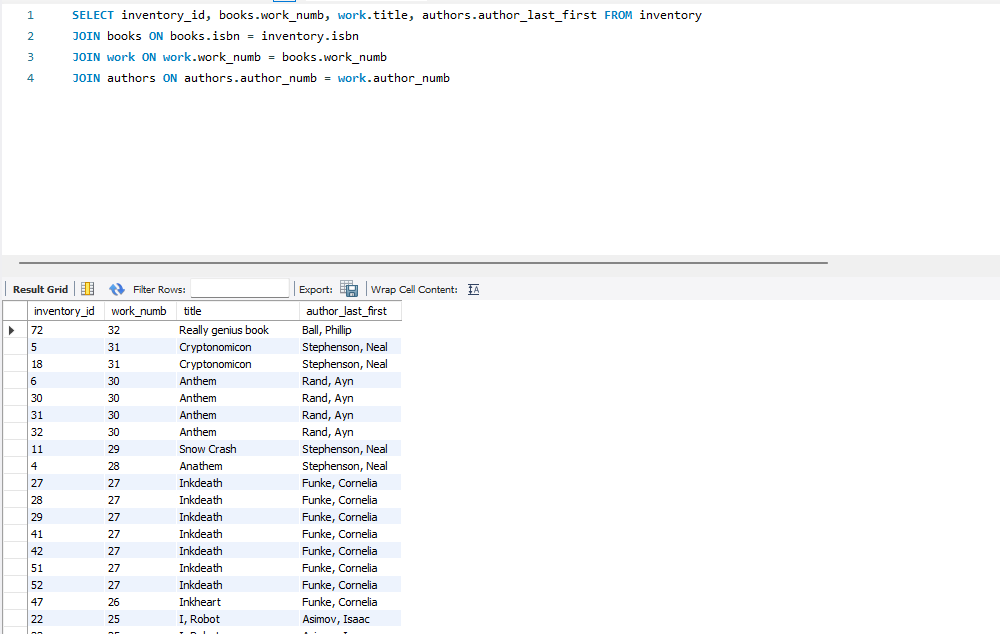 1 SELECT inventory_id, books.work_numb, work.title, authors.author_last_first FROM inventory
2 JOIN books ON books.isbn = inventory.isbn
3 JOIN work ON work.work_numb = books.work_numb
4 JOIN authors ON authors.author_numb = work.author_numb
Result Grid Filter Rows: Export: Wrap Cell Content:
inventory_id work_numb title author_last_first
72 32 Really genius book Ball, Phillip
5 31 Cryptonomicon Stephenson, Neal
18 31 Cryptonomicon Stephenson, Neal
6 30 Anthem Rand, Ayn
30 30 Anthem Rand, Ayn
31 30 Anthem Rand, Ayn
32 30 Anthem Rand, Ayn
11 29 Snow Crash Stephenson, Neal
4 28 Anathem Stephenson, Neal
27 27 Inkdeath Funke, Cornelia
28 27 Inkdeath Funke, Cornelia
29 27 Inkdeath Funke, Cornelia
41 27 Inkdeath Funke, Cornelia
42 27 Inkdeath Funke, Cornelia
51 27 Inkdeath Funke, Cornelia
52 27 Inkdeath Funke, Cornelia
47 26 Inkheart Funke, Cornelia
22 25 I, Robot Asimov, Isaac